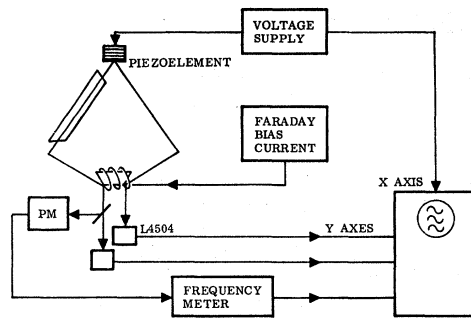 VOLTAGE
SUPPLY
PIEZOELEMENT
FARADAY
BIAS
CURRENT
X AXIS
PM
L4504
Y AXES
FREQUENCY
METER